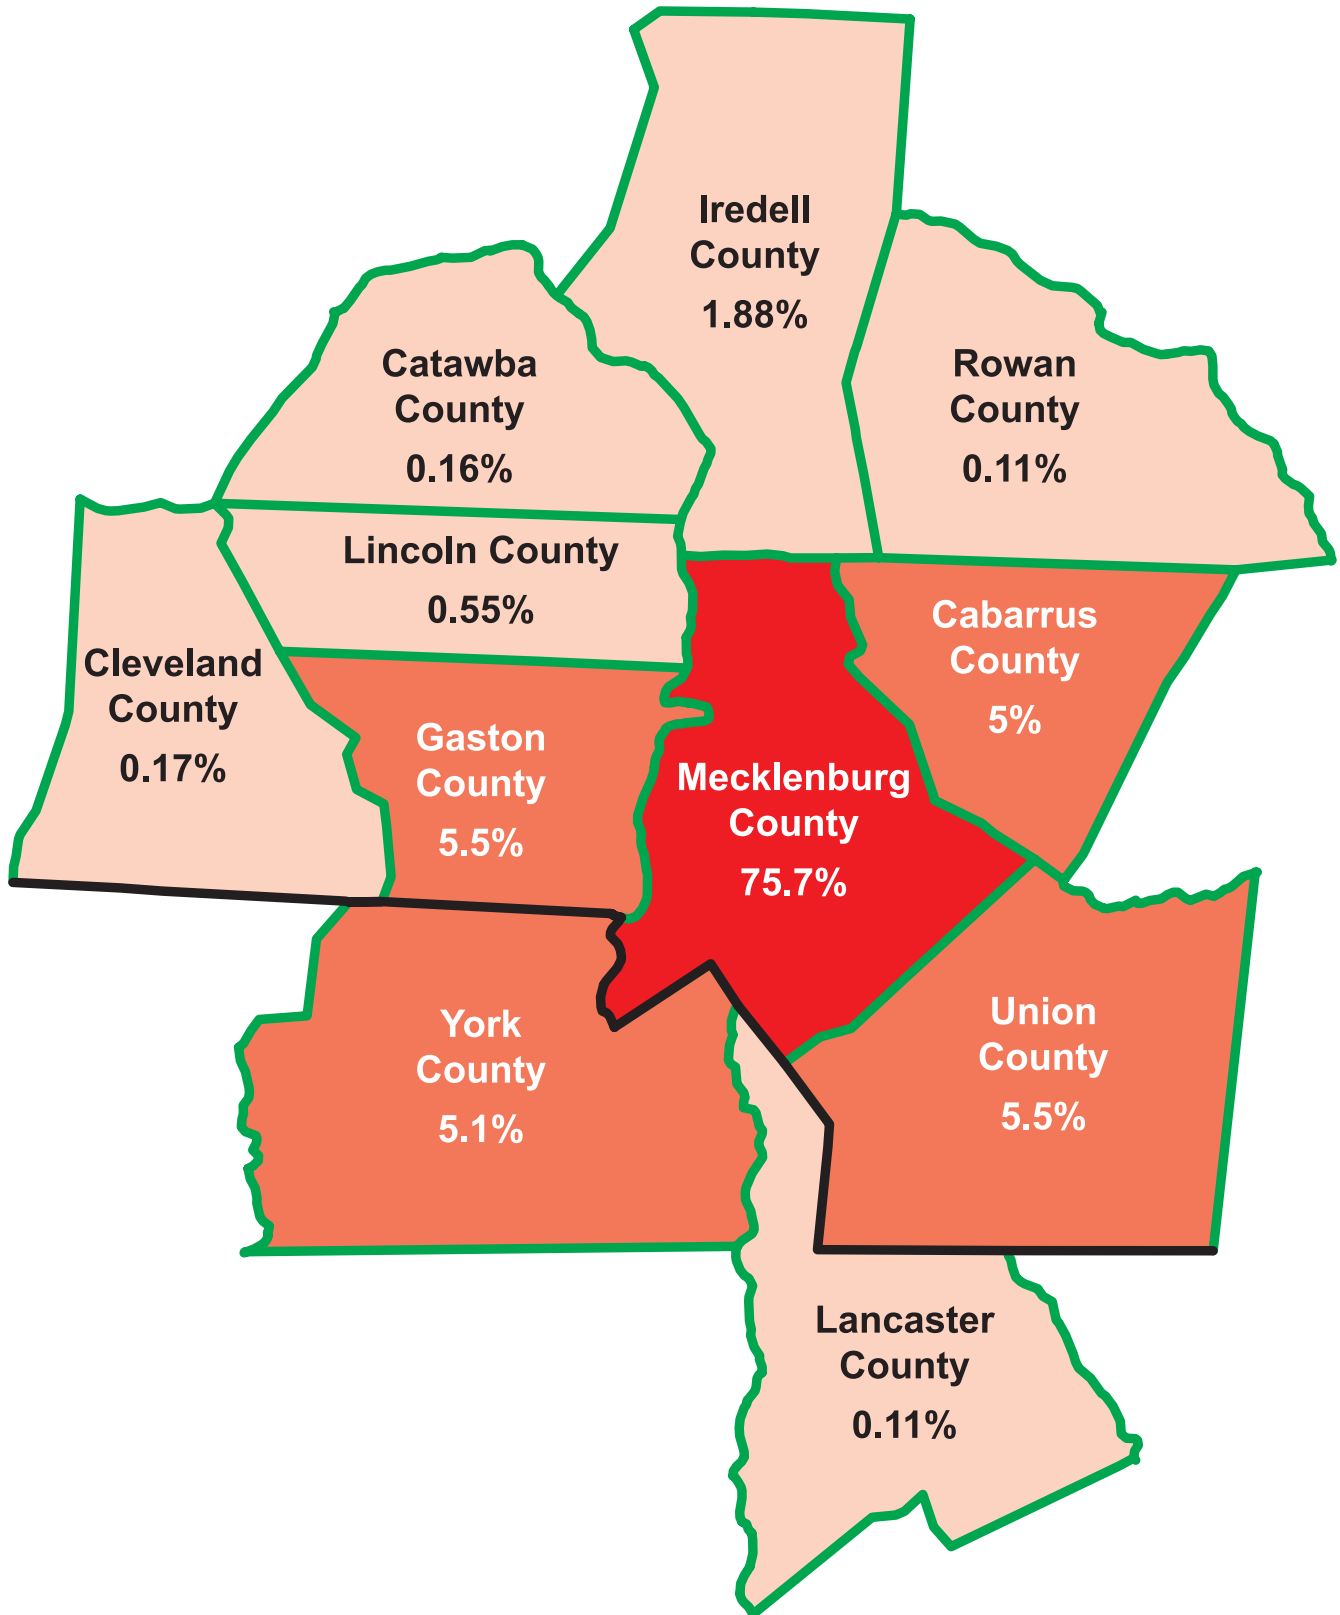 Iredell
County
1.88%
Catawba
County
0.16%
Rowan
County
0.11%
Lincoln County
0.55%
Cleveland
County
0.17%
Gaston
County
5.5%
Mecklenburg
County
75.7%
Cabarrus
County
5%
York
County
5.1%
Union
County
5.5%
Lancaster
County
0.11%